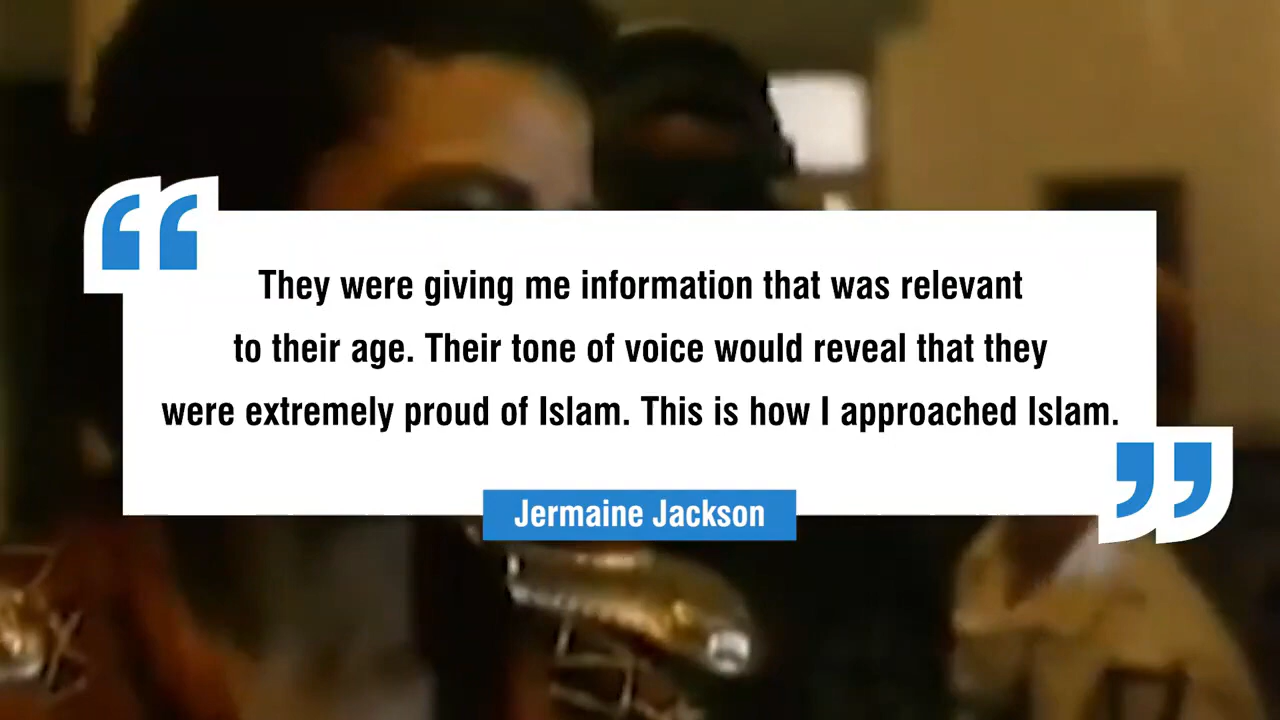 They were giving me information that was relevant
to their age. Their tone of voice would reveal that they
were extremely proud of Islam. This is how I approached Islam.
Jermaine Jackson